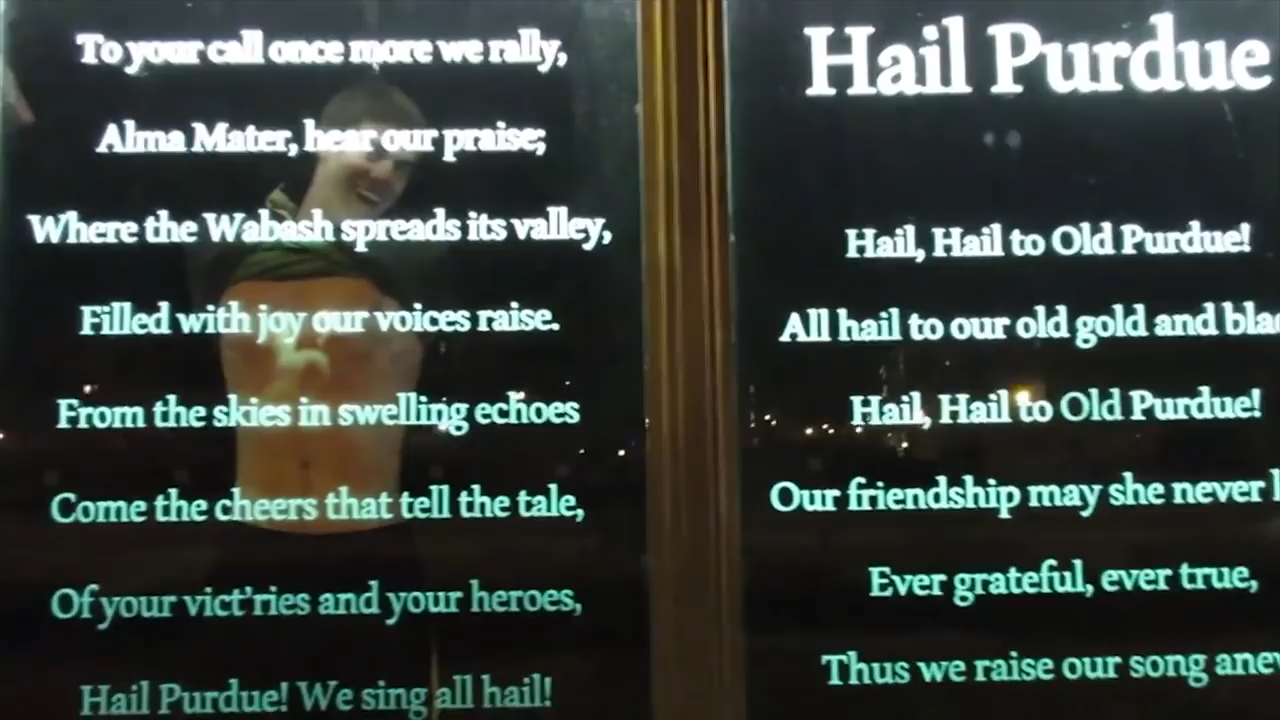 To your call once more we rally,
Alma Mater, hear our praise;
Where the Wabash spreads its valley,
Filled with joy our voices raise.
From the skies in swelling echoes
Come the cheers that tell the tale,
Of your vict'ries and your heroes,
Hail Purdue! We sing all hail!
Hail Purdue
Hail, Hail to Old Purdue!
All hail to our old gold and
Hail, Hail to Old Purdue!
Our friendship may she never
Ever grateful, ever true,
Thus we raise our song